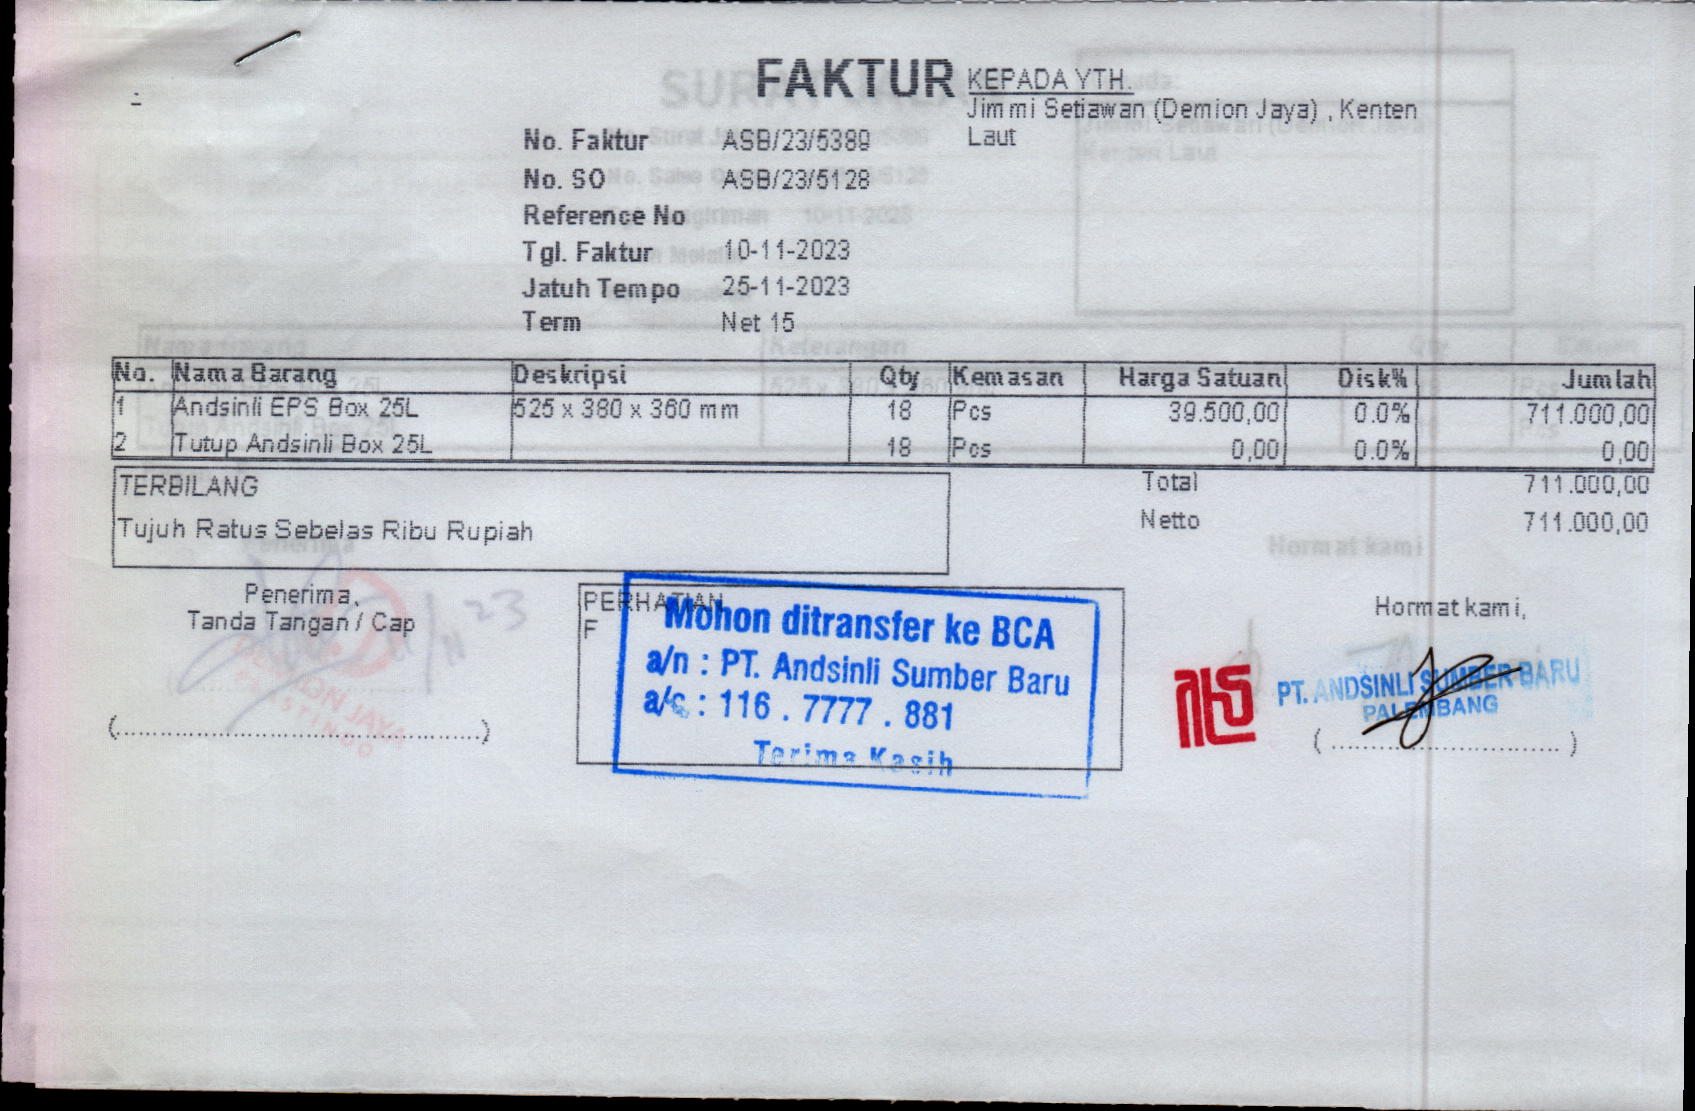 FAKTUR
KEPADA YTH.
Jimmi Setiawan (Demion Jaya) , Kenten
Laut
No. Faktur ASB/23/5389
No. SO ASB/23/5128
Reference No
Tgl. Faktur 10-11-2023
Jatuh Tempo 25-11-2023
Term Net 15
No. Nama Barang Deskripsi Qty Kemasan Harga Satuan Disk% Jumlah
1 Andsinli EPS Box 25L 525 x 380 x 360 mm 18 Pcs 39.500,00 0.0% 711.000,00
2 Tutup Andsinli Box 25L 18 Pcs 0,00 0.0% 0,00
TERBILANG
Tujuh Ratus Sebelas Ribu Rupiah
Total 711.000,00
Netto 711.000,00
Penerima,
Tanda Tangan / Cap
(..............................................)
PERHATIAN
F
Mohon ditransfer ke BCA
a/n : PT. Andsinli Sumber Baru
a/c : 116 . 7777 . 881
Terima Kasih
Hormat kami,
PT. ANDSINLI SUMBER BARU
PALEMBANG
( ............................ )